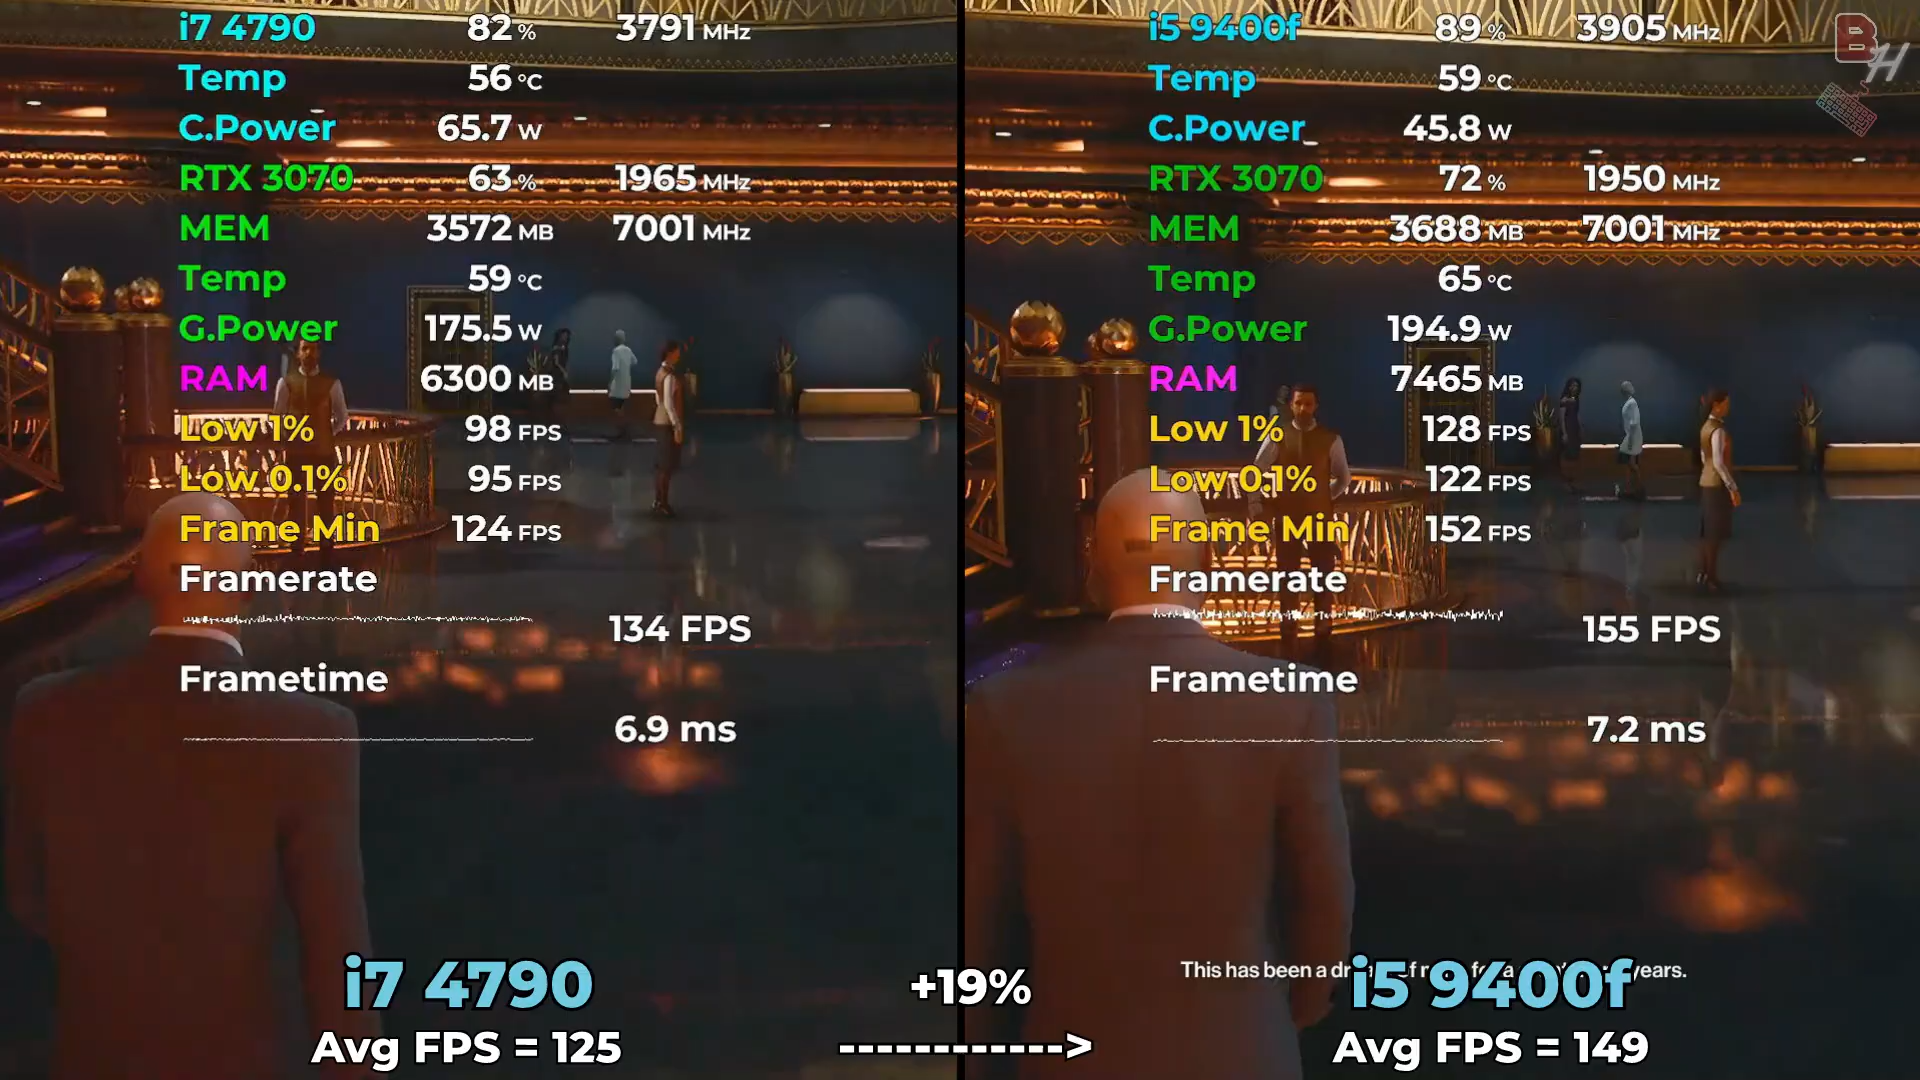 i7 4790 82 % 3791 MHz
Temp 56 °C
C.Power 65.7 W
RTX 3070 63 % 1965 MHz
MEM 3572 MB 7001 MHz
Temp 59 °C
G.Power 175.5 W
RAM 6300 MB
Low 1% 98 FPS
Low 0.1% 95 FPS
Frame Min 124 FPS
Framerate
134 FPS
Frametime
6.9 ms
i7 4790
Avg FPS = 125
+19%
------------>
i5 9400f 89 % 3905 MHz
Temp 59 °C
C.Power 45.8 W
RTX 3070 72 % 1950 MHz
MEM 3688 MB 7001 MHz
Temp 65 °C
G.Power 194.9 W
RAM 7465 MB
Low 1% 128 FPS
Low 0.1% 122 FPS
Frame Min 152 FPS
Framerate
155 FPS
Frametime
7.2 ms
This has been a years.
i5 9400f
Avg FPS = 149
BH